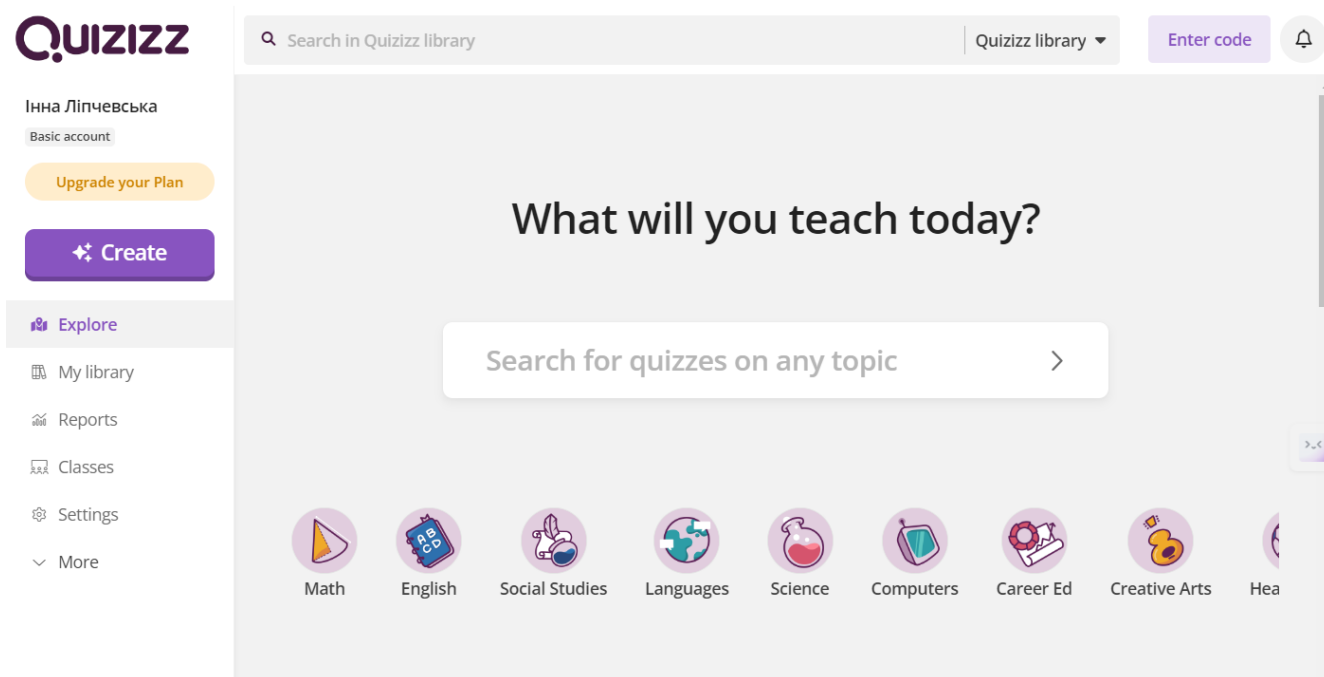 QUIZIZZ
Search in Quizizz library
Quizizz library
Enter code
Інна Ліпчевська
Basic account
Upgrade your Plan
Create
Explore
My library
Reports
Classes
Settings
More
What will you teach today?
Search for quizzes on any topic
A B
C D
Math
English
Social Studies
Languages
Science
Computers
Career Ed
Creative Arts
Hea